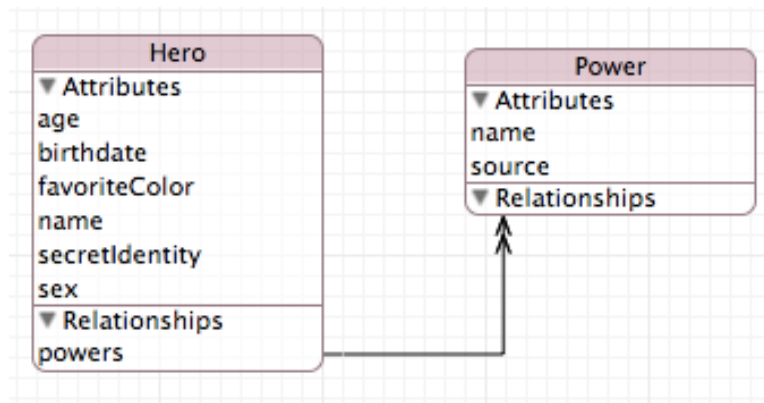 Hero
Attributes
age
birthdate
favoriteColor
name
secretIdentity
sex
Relationships
powers
Power
Attributes
name
source
Relationships